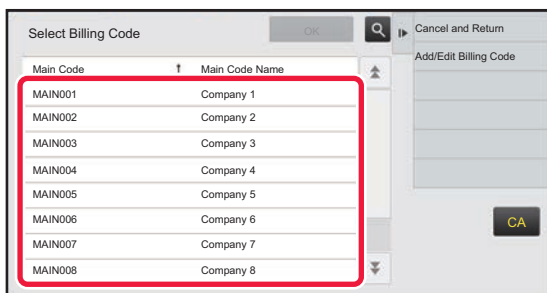 Select Billing Code
OK
Cancel and Return
Add/Edit Billing Code
Main Code Main Code Name
MAIN001 Company 1
MAIN002 Company 2
MAIN003 Company 3
MAIN004 Company 4
MAIN005 Company 5
MAIN006 Company 6
MAIN007 Company 7
MAIN008 Company 8
CA